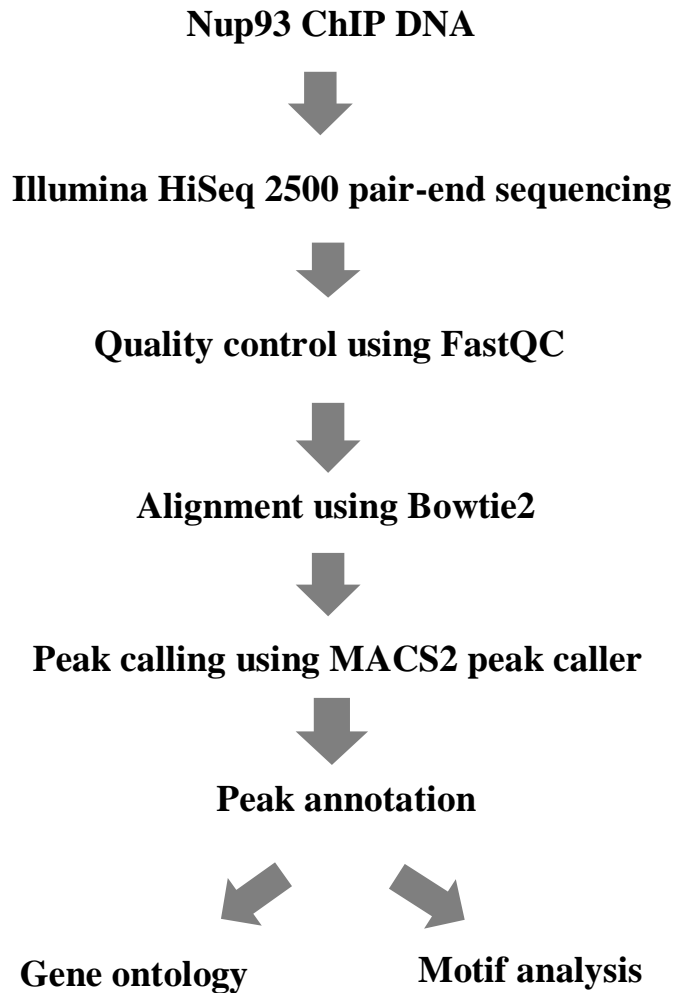 Nup93 ChIP DNA
Illumina HiSeq 2500 pair-end sequencing
Quality control using FastQC
Alignment using Bowtie2
Peak calling using MACS2 peak caller
Peak annotation
Gene ontology
Motif analysis